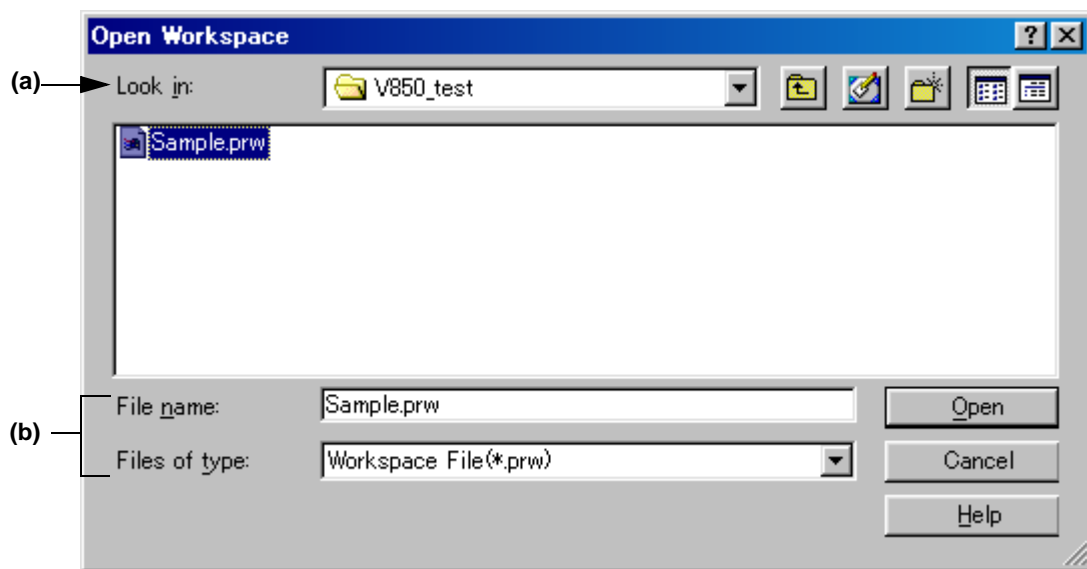 Open Workspace
(a) Look in: V850_test
Sample.prw
(b)
File name: Sample.prw Open
Files of type: Workspace File(*.prw) Cancel
Help